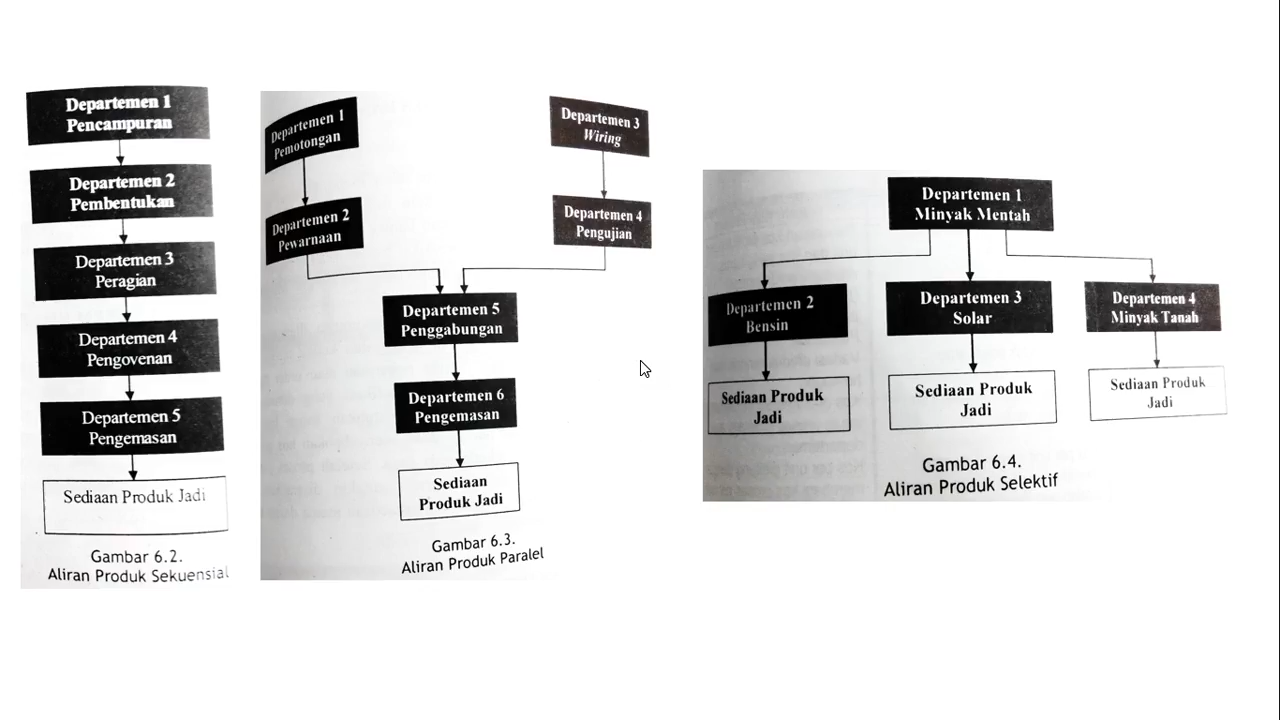 Departemen 1
Pencampuran
Departemen 2
Pembentukan
Departemen 3
Peragian
Departemen 4
Pengovenan
Departemen 5
Pengemasan
Sediaan Produk Jadi
Gambar 6.2.
Aliran Produk Sekuensial
Departemen 1
Pemotongan
Departemen 2
Pewarnaan
Departemen 3
Wiring
Departemen 4
Pengujian
Departemen 5
Penggabungan
Departemen 6
Pengemasan
Sediaan
Produk Jadi
Gambar 6.3.
Aliran Produk Paralel
Departemen 1
Minyak Mentah
Departemen 2
Bensin
Departemen 3
Solar
Departemen 4
Minyak Tanah
Sediaan Produk
Jadi
Sediaan Produk
Jadi
Sediaan Produk
Jadi
Gambar 6.4.
Aliran Produk Selektif